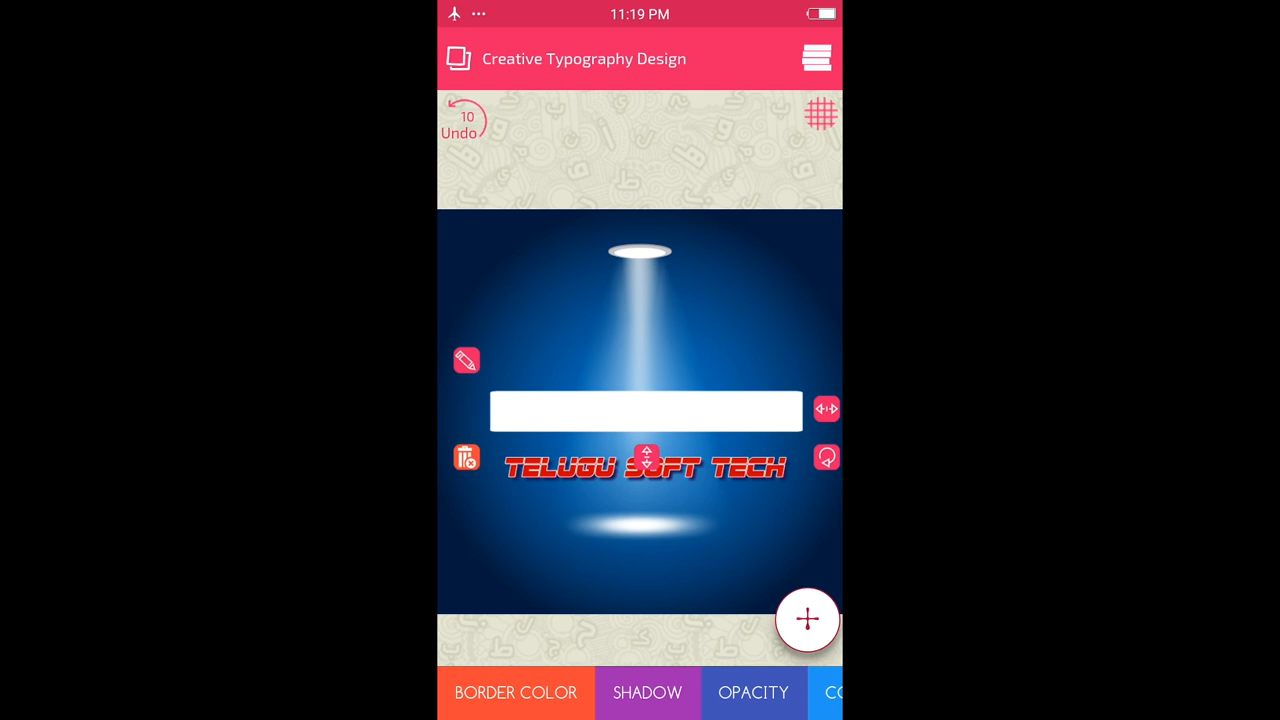 11:19 PM
Creative Typography Design
10
Undo
TELUGU SOFT TECH
BORDER COLOR SHADOW OPACITY